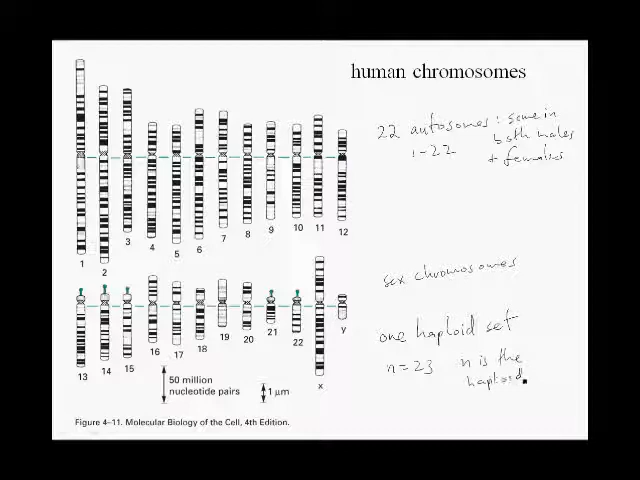 human chromosomes
22 autosomes : same in
both males
1-22
+ females
1 2 3 4 5 6 7 8 9 10 11 12
sex chromosomes
one haploid set
n=23 n is the
haploid
13 14 15 16 17 18 19 20 21 22 x y
50 million
nucleotide pairs
1 µm
Figure 4–11. Molecular Biology of the Cell, 4th Edition.